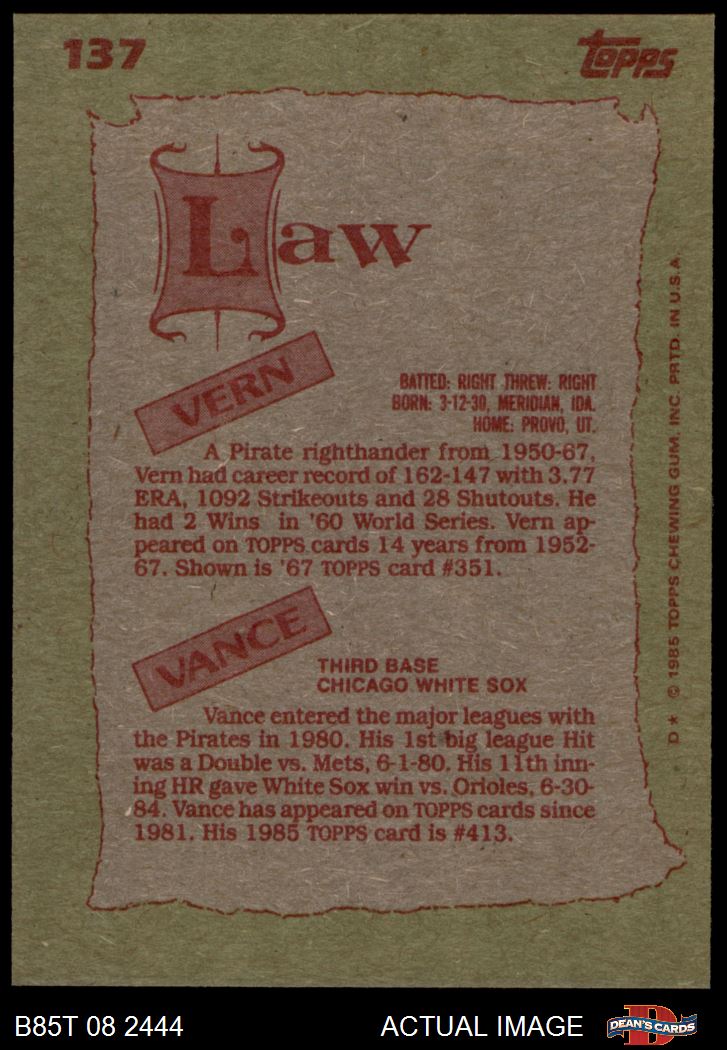 137
Topps
Law
VERN
BATTED: RIGHT THREW: RIGHT
BORN: 3-12-30, MERIDIAN, IDA.
HOME: PROVO, UT.
A Pirate righthander from 1950-67,
Vern had career record of 162-147 with 3.77
ERA, 1092 Strikeouts and 28 Shutouts. He
had 2 Wins in '60 World Series. Vern ap-
peared on TOPPS cards 14 years from 1952-
67. Shown is '67 TOPPS card #351.
VANCE
THIRD BASE
CHICAGO WHITE SOX
Vance entered the major leagues with
the Pirates in 1980. His 1st big league Hit
was a Double vs. Mets, 6-1-80. His 11th inn-
ing HR gave White Sox win vs. Orioles, 6-30-
84. Vance has appeared on TOPPS cards since
1981. His 1985 TOPPS card is #413.
D* © 1985 TOPPS CHEWING GUM, INC. PRTD. IN U.S.A.
B85T 08 2444
ACTUAL IMAGE
D
DEAN'S CARDS